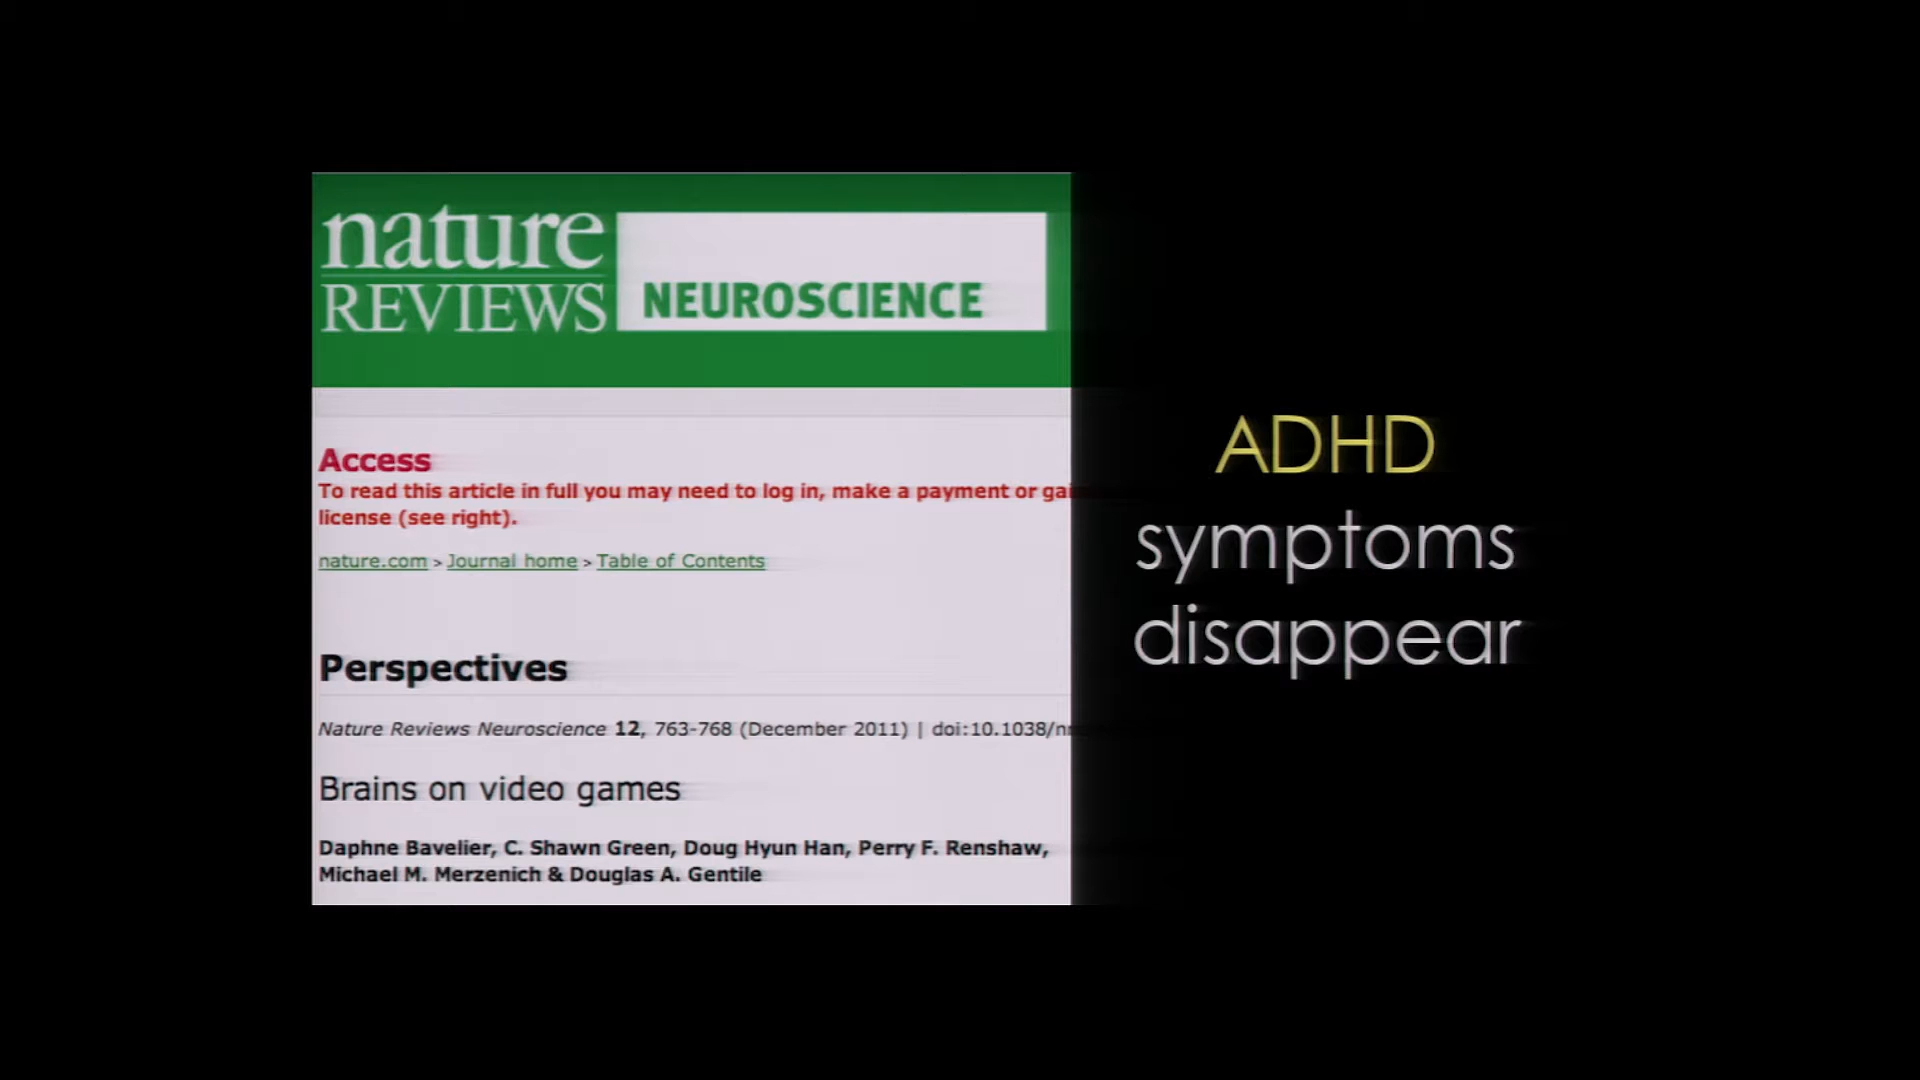 nature
REVIEWS
NEUROSCIENCE
Access
To read this article in full you may need to log in, make a payment or
license (see right).
nature.com > Journal home > Table of Contents
Perspectives
Nature Reviews Neuroscience 12, 763-768 (December 2011) | doi:10.1038/
Brains on video games
Daphne Bavelier, C. Shawn Green, Doug Hyun Han, Perry F. Renshaw,
Michael M. Merzenich & Douglas A. Gentile
ADHD
symptoms
disappear